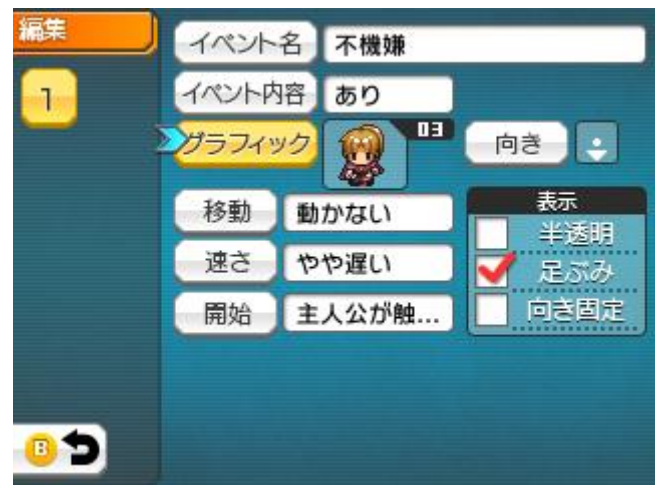 編集
イベント名 不機嫌
1
イベント内容 あり
グラフィック 03 向き
移動 動かない
表示
半透明
速さ やや遅い
足ぶみ
開始 主人公が触...
向き固定
B